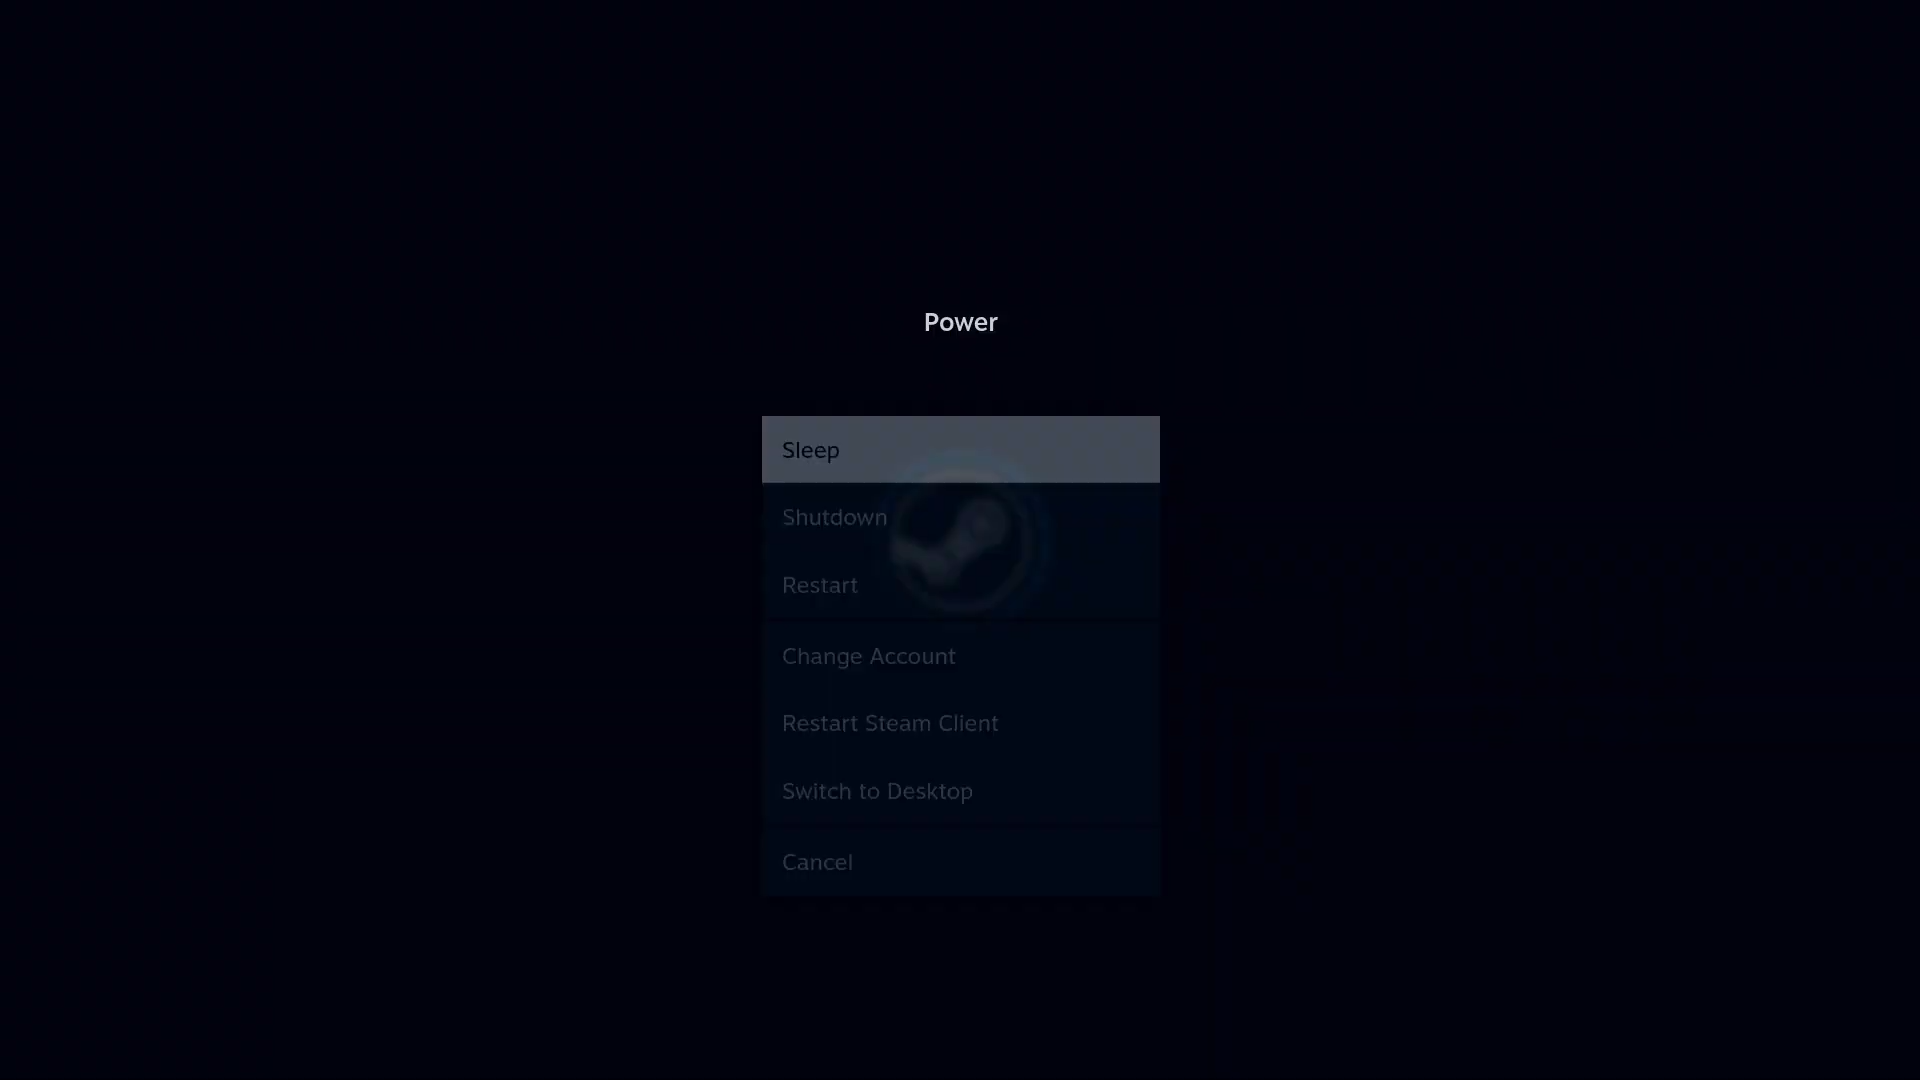 Power
Sleep
Shutdown
Restart
Change Account
Restart Steam Client
Switch to Desktop
Cancel